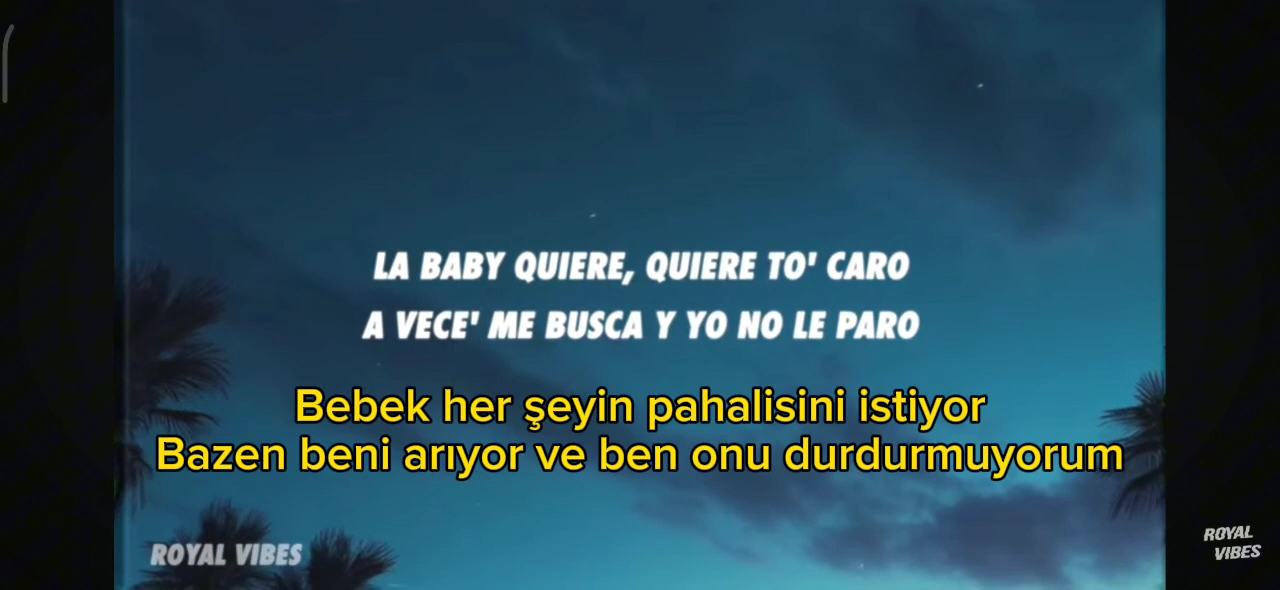 LA BABY QUIERE, QUIERE TO' CARO
A VECE' ME BUSCA Y YO NO LE PARO
Bebek her şeyin pahalisini istiyor
Bazen beni arıyor ve ben onu durdurmuyorum
ROYAL VIBES
ROYAL
VIBES